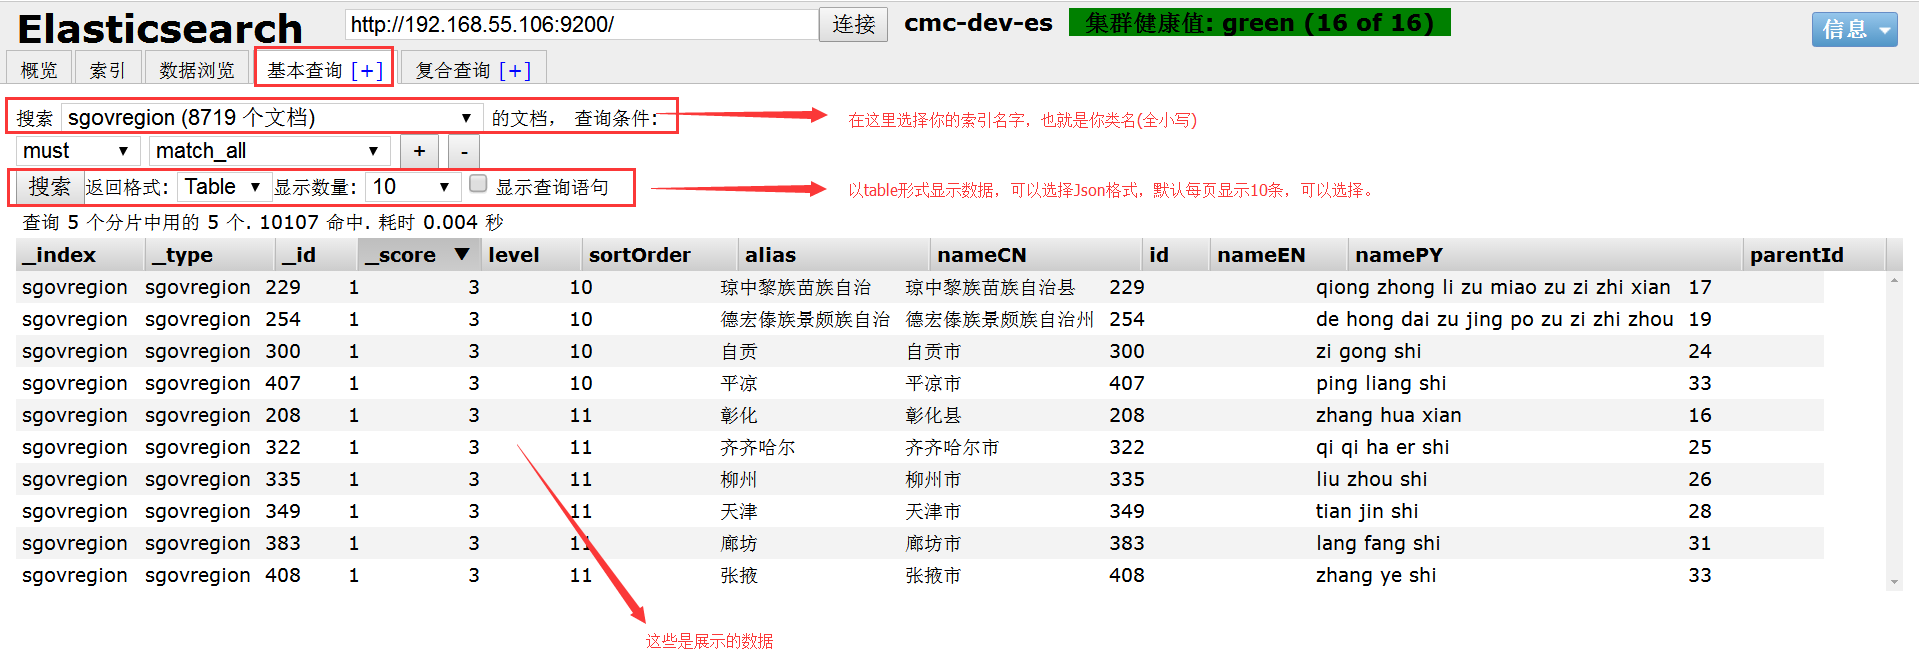 Elasticsearch http://192.168.55.106:9200/ 连接 cmc-dev-es 集群健康值: green (16 of 16) 信息
概览 索引 数据浏览 基本查询 [+] 复合查询 [+]
搜索 sgovregion (8719 个文档) 的文档， 查询条件: 在这里选择你的索引名字，也就是你类名(全小写)
must match_all + -
搜索 返回格式: Table 显示数量: 10 显示查询语句 以table形式显示数据，可以选择Json格式，默认每页显示10条，可以选择。
查询 5 个分片中用的 5 个. 10107 命中. 耗时 0.004 秒
_index _type _id _score ▼ level sortOrder alias nameCN id nameEN namePY parentId
sgovregion sgovregion 229 1 3 10 琼中黎族苗族自治 琼中黎族苗族自治县 229 qiong zhong li zu miao zu zi zhi xian 17
sgovregion sgovregion 254 1 3 10 德宏傣族景颇族自治 德宏傣族景颇族自治州 254 de hong dai zu jing po zu zi zhi zhou 19
sgovregion sgovregion 300 1 3 10 自贡 自贡市 300 zi gong shi 24
sgovregion sgovregion 407 1 3 10 平凉 平凉市 407 ping liang shi 33
sgovregion sgovregion 208 1 3 11 彰化 彰化县 208 zhang hua xian 16
sgovregion sgovregion 322 1 3 11 齐齐哈尔 齐齐哈尔市 322 qi qi ha er shi 25
sgovregion sgovregion 335 1 3 11 柳州 柳州市 335 liu zhou shi 26
sgovregion sgovregion 349 1 3 11 天津 天津市 349 tian jin shi 28
sgovregion sgovregion 383 1 3 11 廊坊 廊坊市 383 lang fang shi 31
sgovregion sgovregion 408 1 3 11 张掖 张掖市 408 zhang ye shi 33
这些是展示的数据